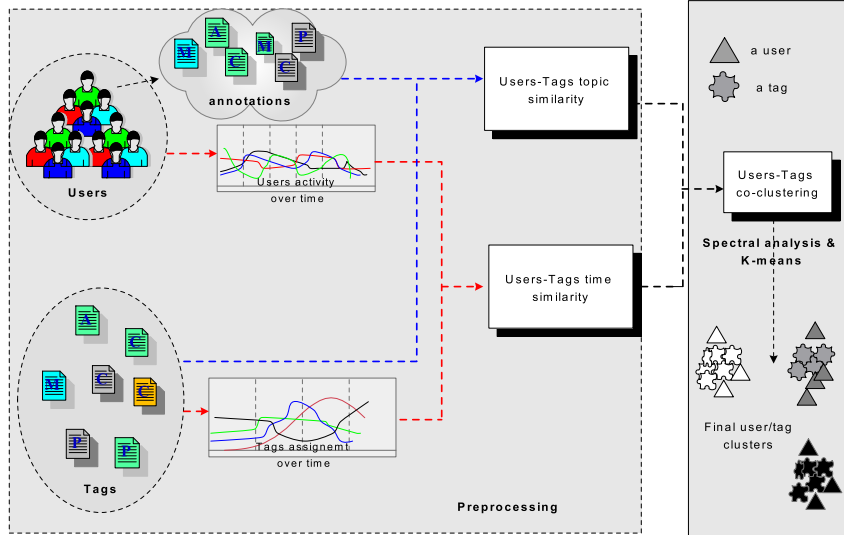 A
M
C
M
P
C
annotations
Users
Users activity
over time
Users-Tags topic
similarity
a user
a tag
Users-Tags
co-clustering
Spectral analysis &
K-means
Users-Tags time
similarity
A
C
M
C
C
P
P
Tags
Tags assignemt
over time
Final user/tag
clusters
Preprocessing